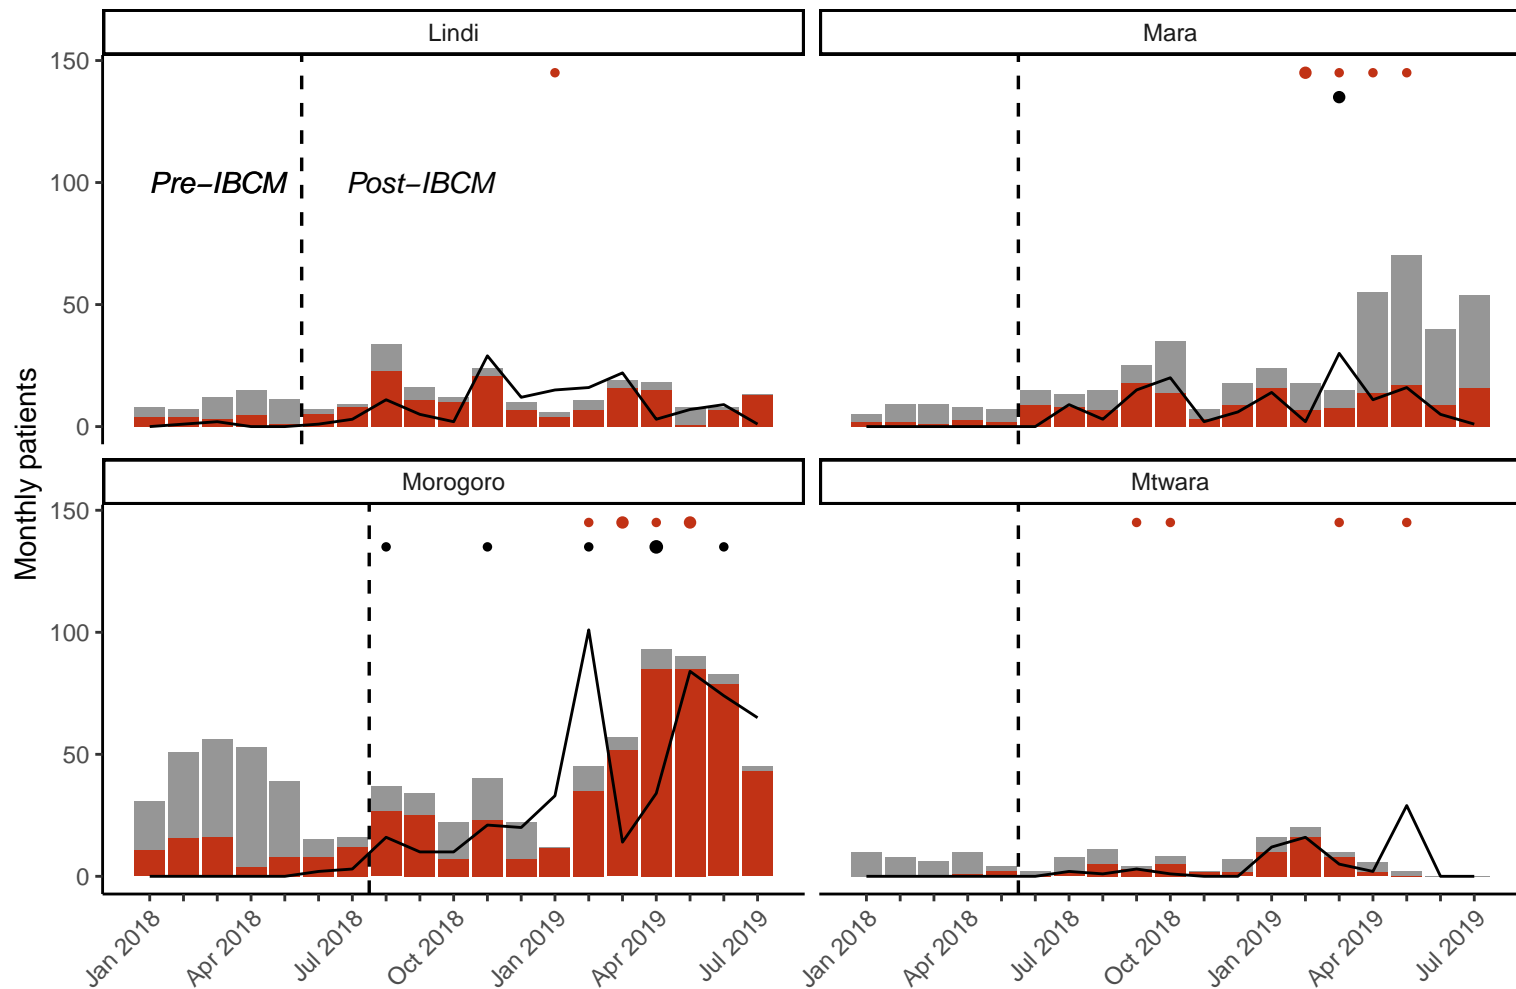 Lindi
Mara
150
100
50
0
Pre−IBCM
Post−IBCM
Monthly patients
Morogoro
Mtwara
150
100
50
0
Jan 2018
Apr 2018
Jul 2018
Oct 2018
Jan 2019
Apr 2019
Jul 2019
Jan 2018
Apr 2018
Jul 2018
Oct 2018
Jan 2019
Apr 2019
Jul 2019